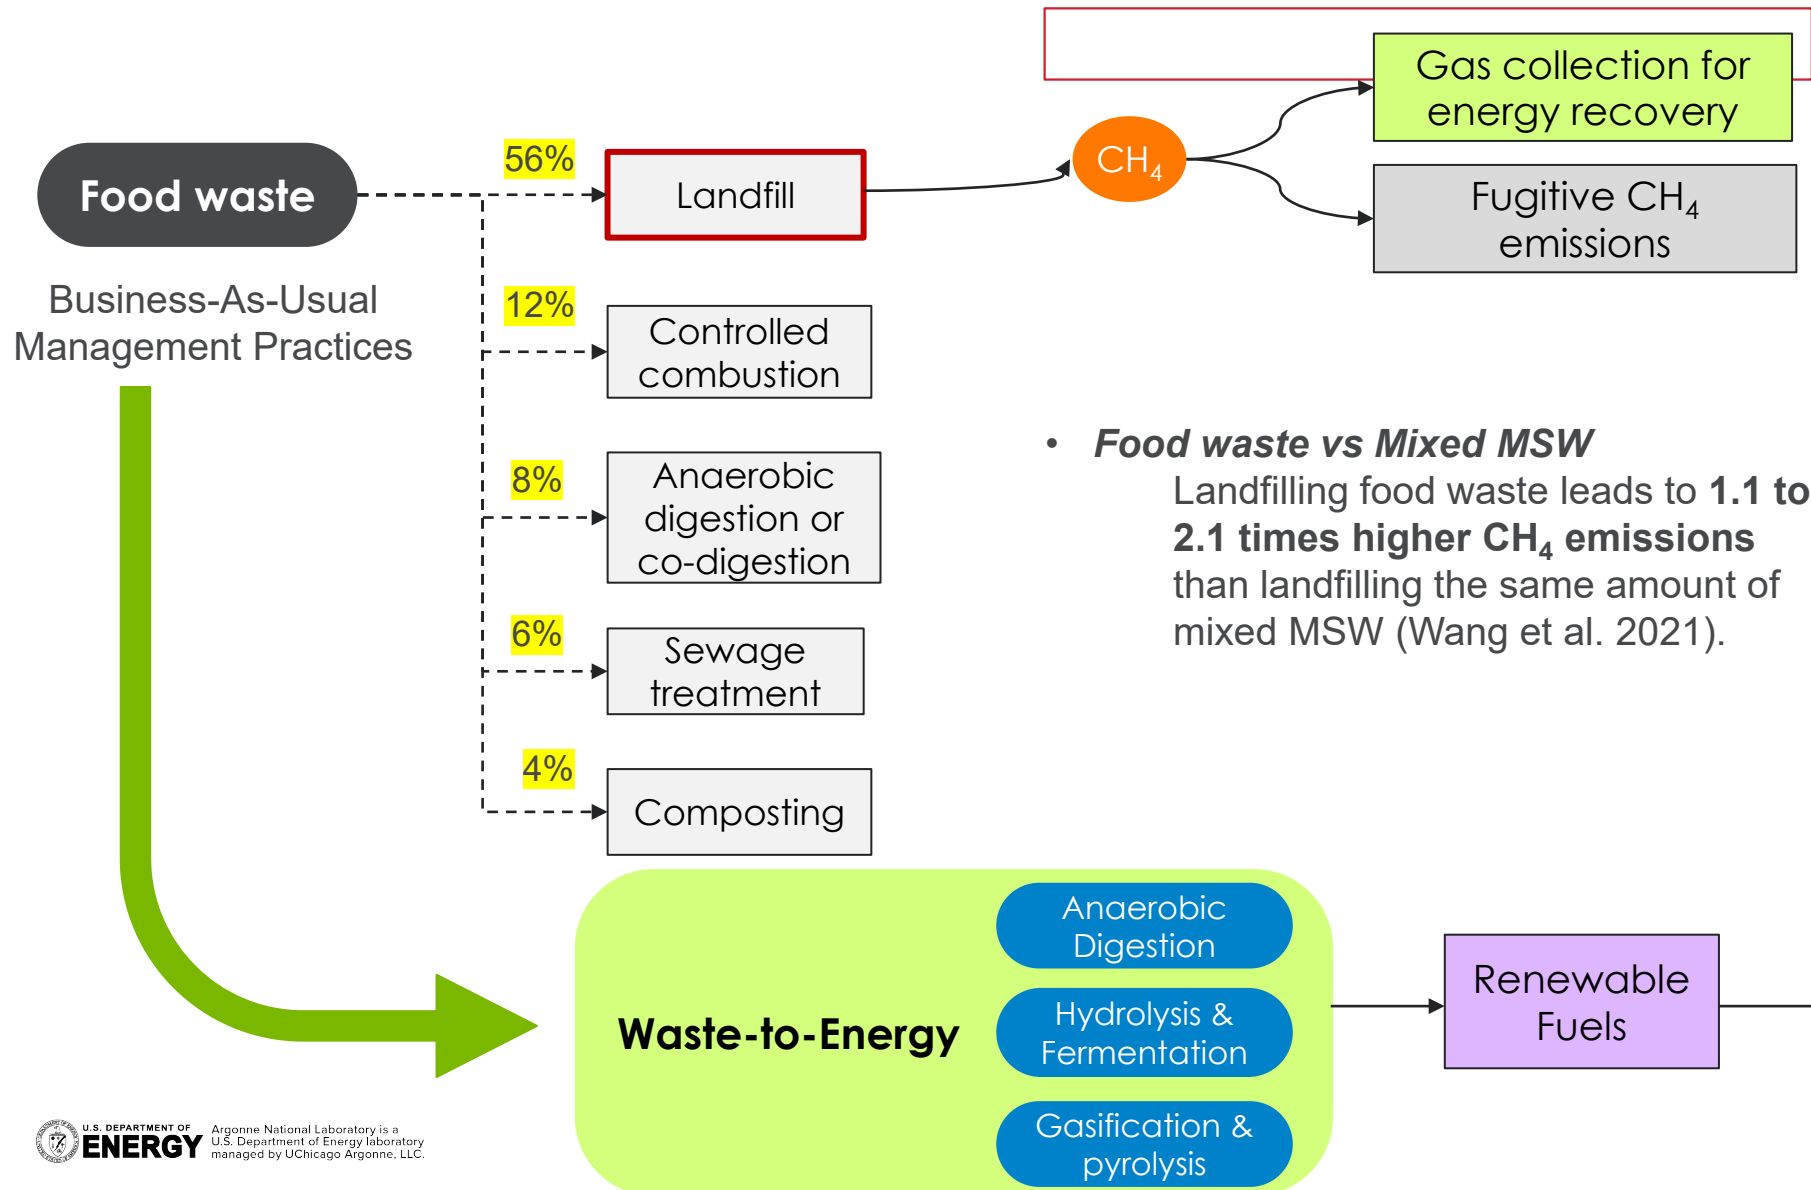 Gas collection for
energy recovery
56%
CH₄
Food waste
Landfill
Fugitive CH₄
emissions
Business-As-Usual
Management Practices
12%
Controlled
combustion
• Food waste vs Mixed MSW
Landfilling food waste leads to 1.1 to
2.1 times higher CH₄ emissions
than landfilling the same amount of
mixed MSW (Wang et al. 2021).
8%
Anaerobic
digestion or
co-digestion
6%
Sewage
treatment
4%
Composting
Waste-to-Energy
Anaerobic
Digestion
Hydrolysis &
Fermentation
Gasification &
pyrolysis
Renewable
Fuels
U.S. DEPARTMENT OF
ENERGY
Argonne National Laboratory is a
U.S. Department of Energy laboratory
managed by UChicago Argonne, LLC.